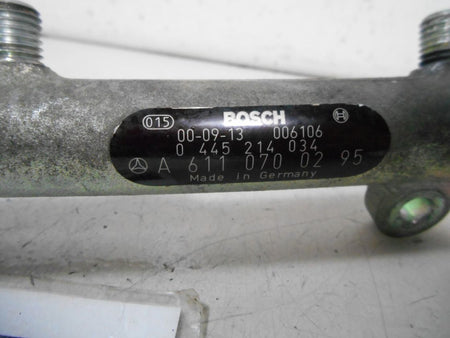 015 BOSCH
00-09-13 006106
0 445 214 034
A 611 070 02 95
Made in Germany